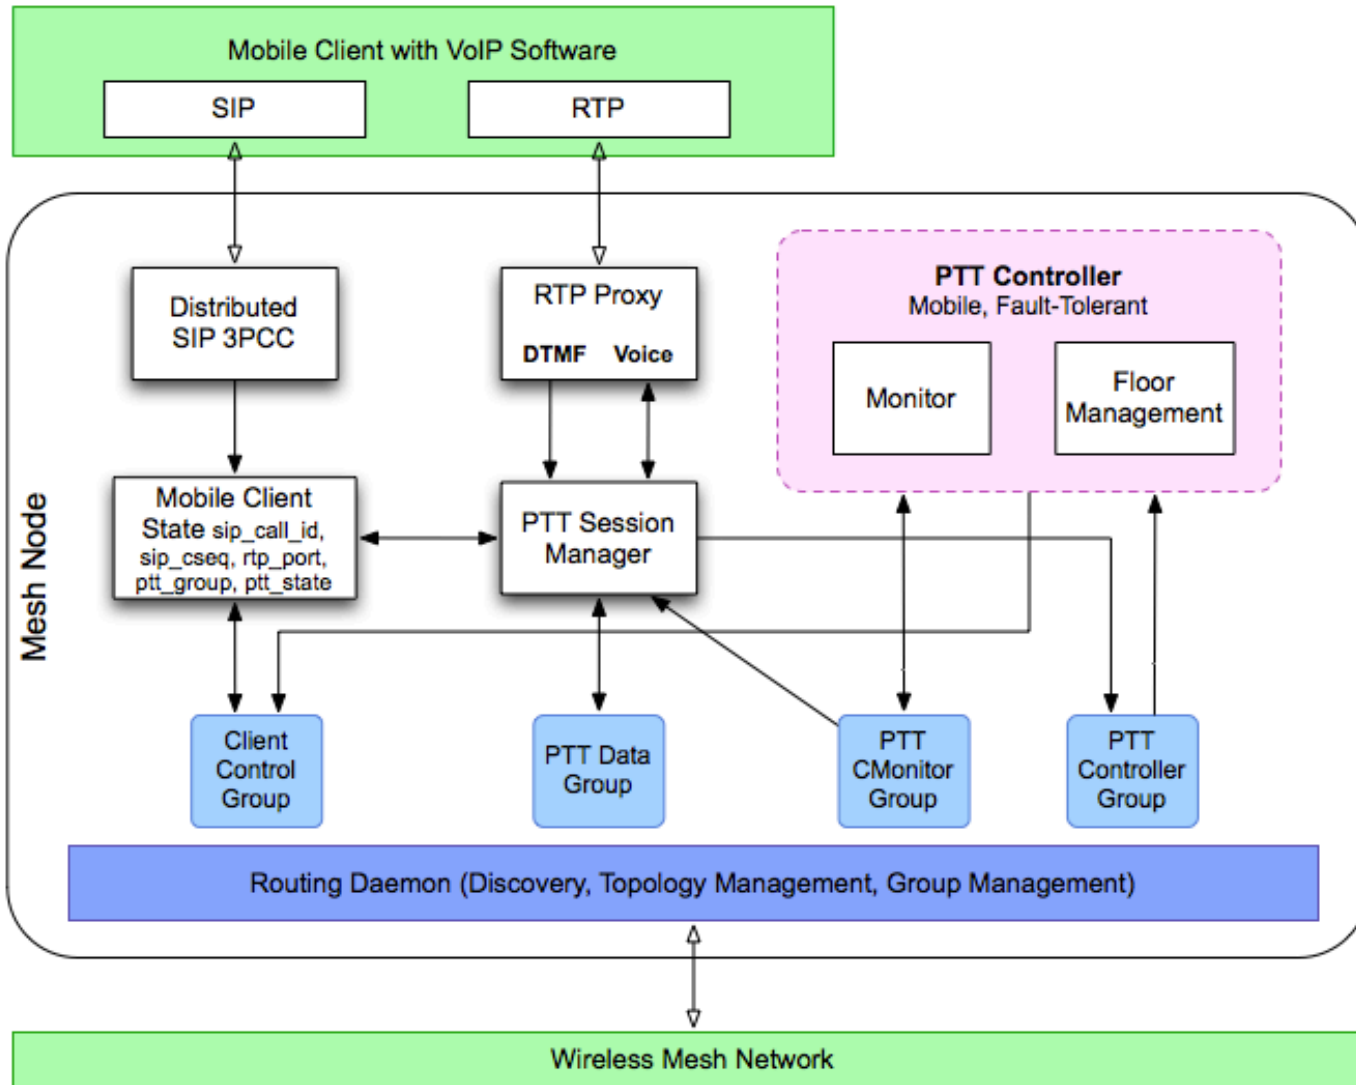 Mobile Client with VoIP Software
SIP
RTP
Distributed
SIP 3PCC
RTP Proxy
DTMF Voice
PTT Controller
Mobile, Fault-Tolerant
Monitor
Floor
Management
Mesh Node
Mobile Client
State sip_call_id,
sip_cseq, rtp_port,
ptt_group, ptt_state
PTT Session
Manager
Client
Control
Group
PTT Data
Group
PTT
CMonitor
Group
PTT
Controller
Group
Routing Daemon (Discovery, Topology Management, Group Management)
Wireless Mesh Network